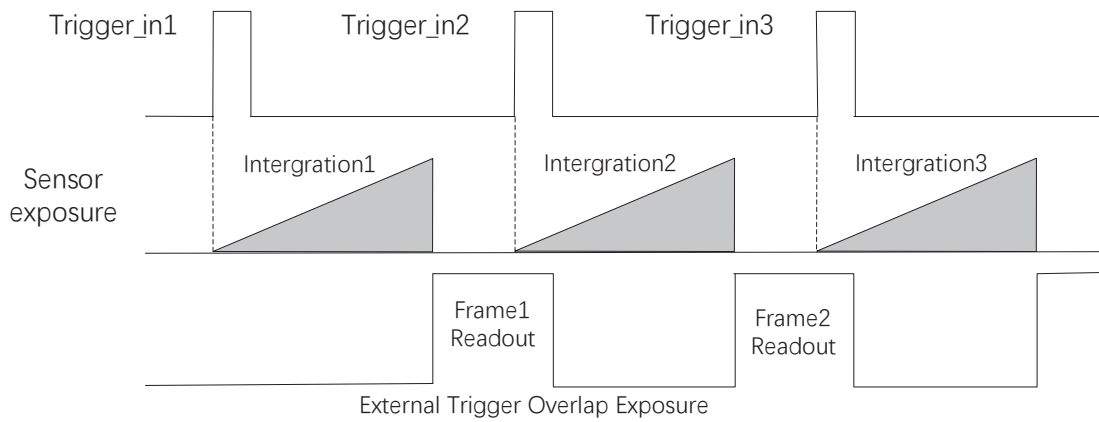 Trigger_in1
Trigger_in2
Trigger_in3
Sensor
exposure
Intergration1
Intergration2
Intergration3
Frame1
Readout
Frame2
Readout
External Trigger Overlap Exposure